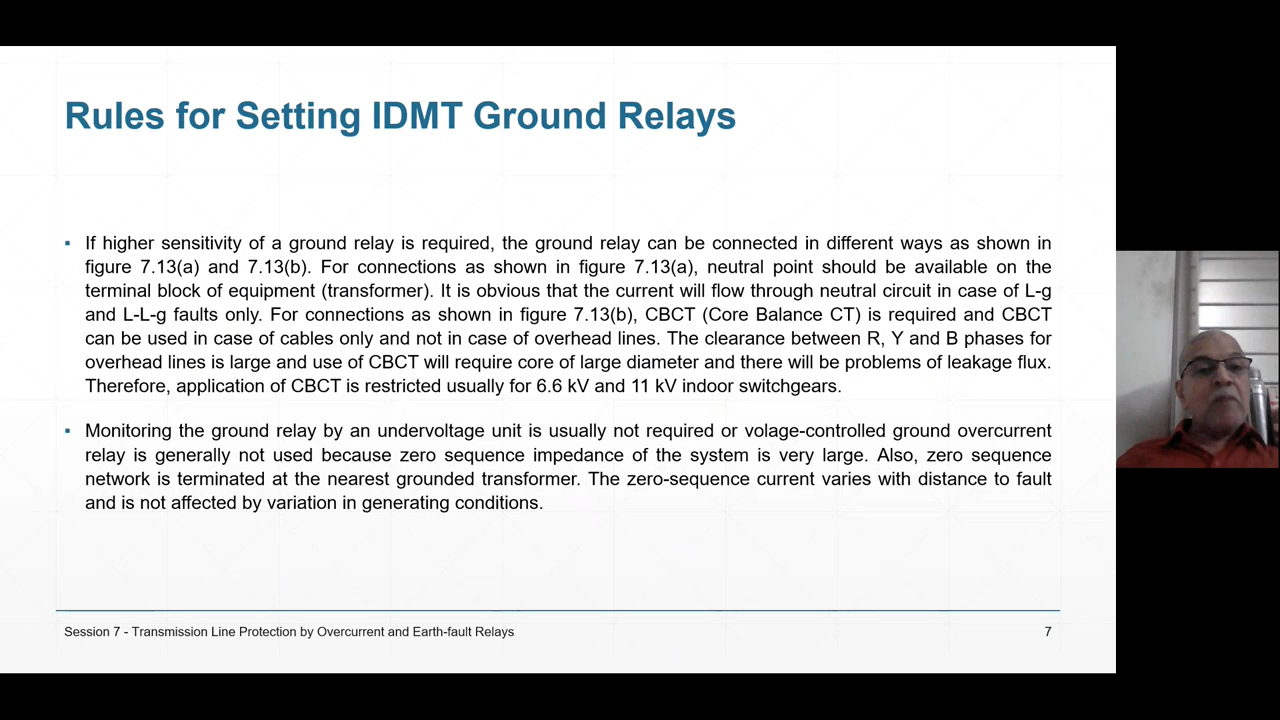 Rules for Setting IDMT Ground Relays
▪ If higher sensitivity of a ground relay is required, the ground relay can be connected in different ways as shown in
figure 7.13(a) and 7.13(b). For connections as shown in figure 7.13(a), neutral point should be available on the
terminal block of equipment (transformer). It is obvious that the current will flow through neutral circuit in case of L-g
and L-L-g faults only. For connections as shown in figure 7.13(b), CBCT (Core Balance CT) is required and CBCT
can be used in case of cables only and not in case of overhead lines. The clearance between R, Y and B phases for
overhead lines is large and use of CBCT will require core of large diameter and there will be problems of leakage flux.
Therefore, application of CBCT is restricted usually for 6.6 kV and 11 kV indoor switchgears.
▪ Monitoring the ground relay by an undervoltage unit is usually not required or volage-controlled ground overcurrent
relay is generally not used because zero sequence impedance of the system is very large. Also, zero sequence
network is terminated at the nearest grounded transformer. The zero-sequence current varies with distance to fault
and is not affected by variation in generating conditions.
Session 7 - Transmission Line Protection by Overcurrent and Earth-fault Relays
7